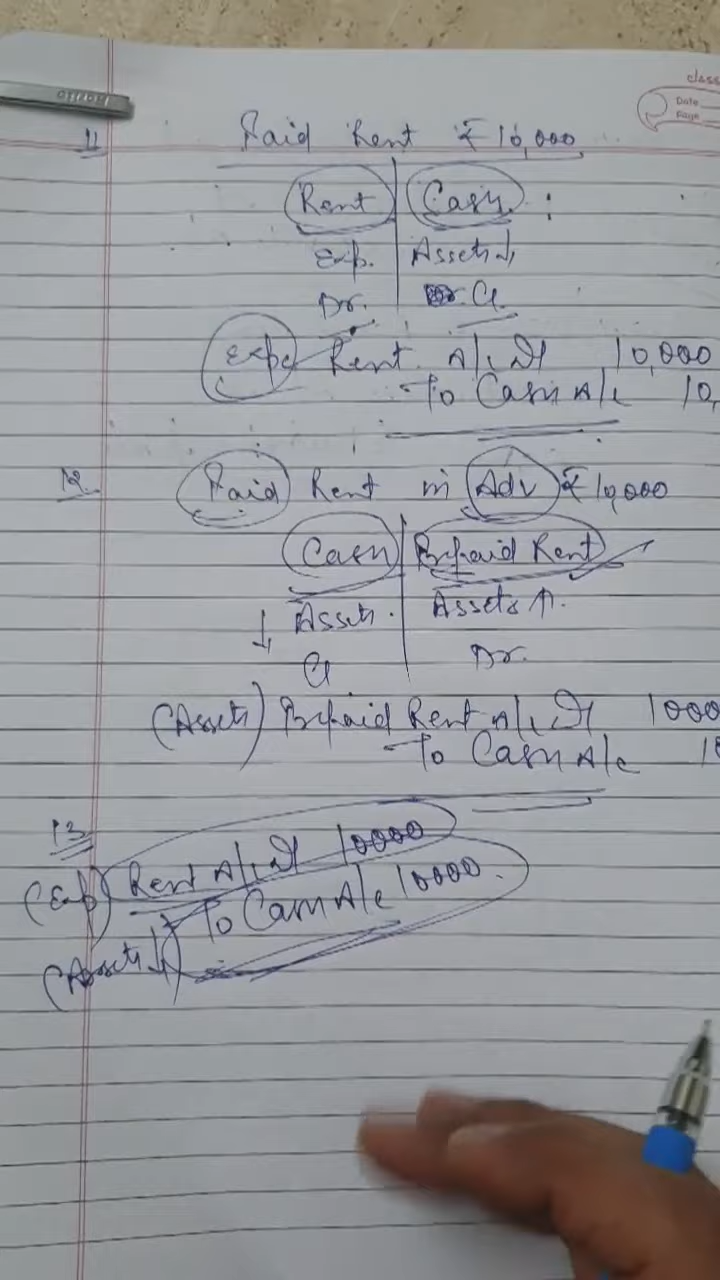 class
Date
Page
11 Paid Rent ₹ 10,000
Rent Cash :
Exp. Assets ↓
Dr. Cr.
Expe Rent A/c Dr 10,000
To Cash A/c 10,
12 Paid Rent in Adv ₹ 10,000
Cash Prepaid Rent
↓ Assets. Assets ↑.
Cr Dr.
(Assets) Prepaid Rent A/c Dr 1000
To Cash A/c 10
13
(Exp) Rent A/c Dr 10000
(Assets ↓) To Cash A/c 10000.